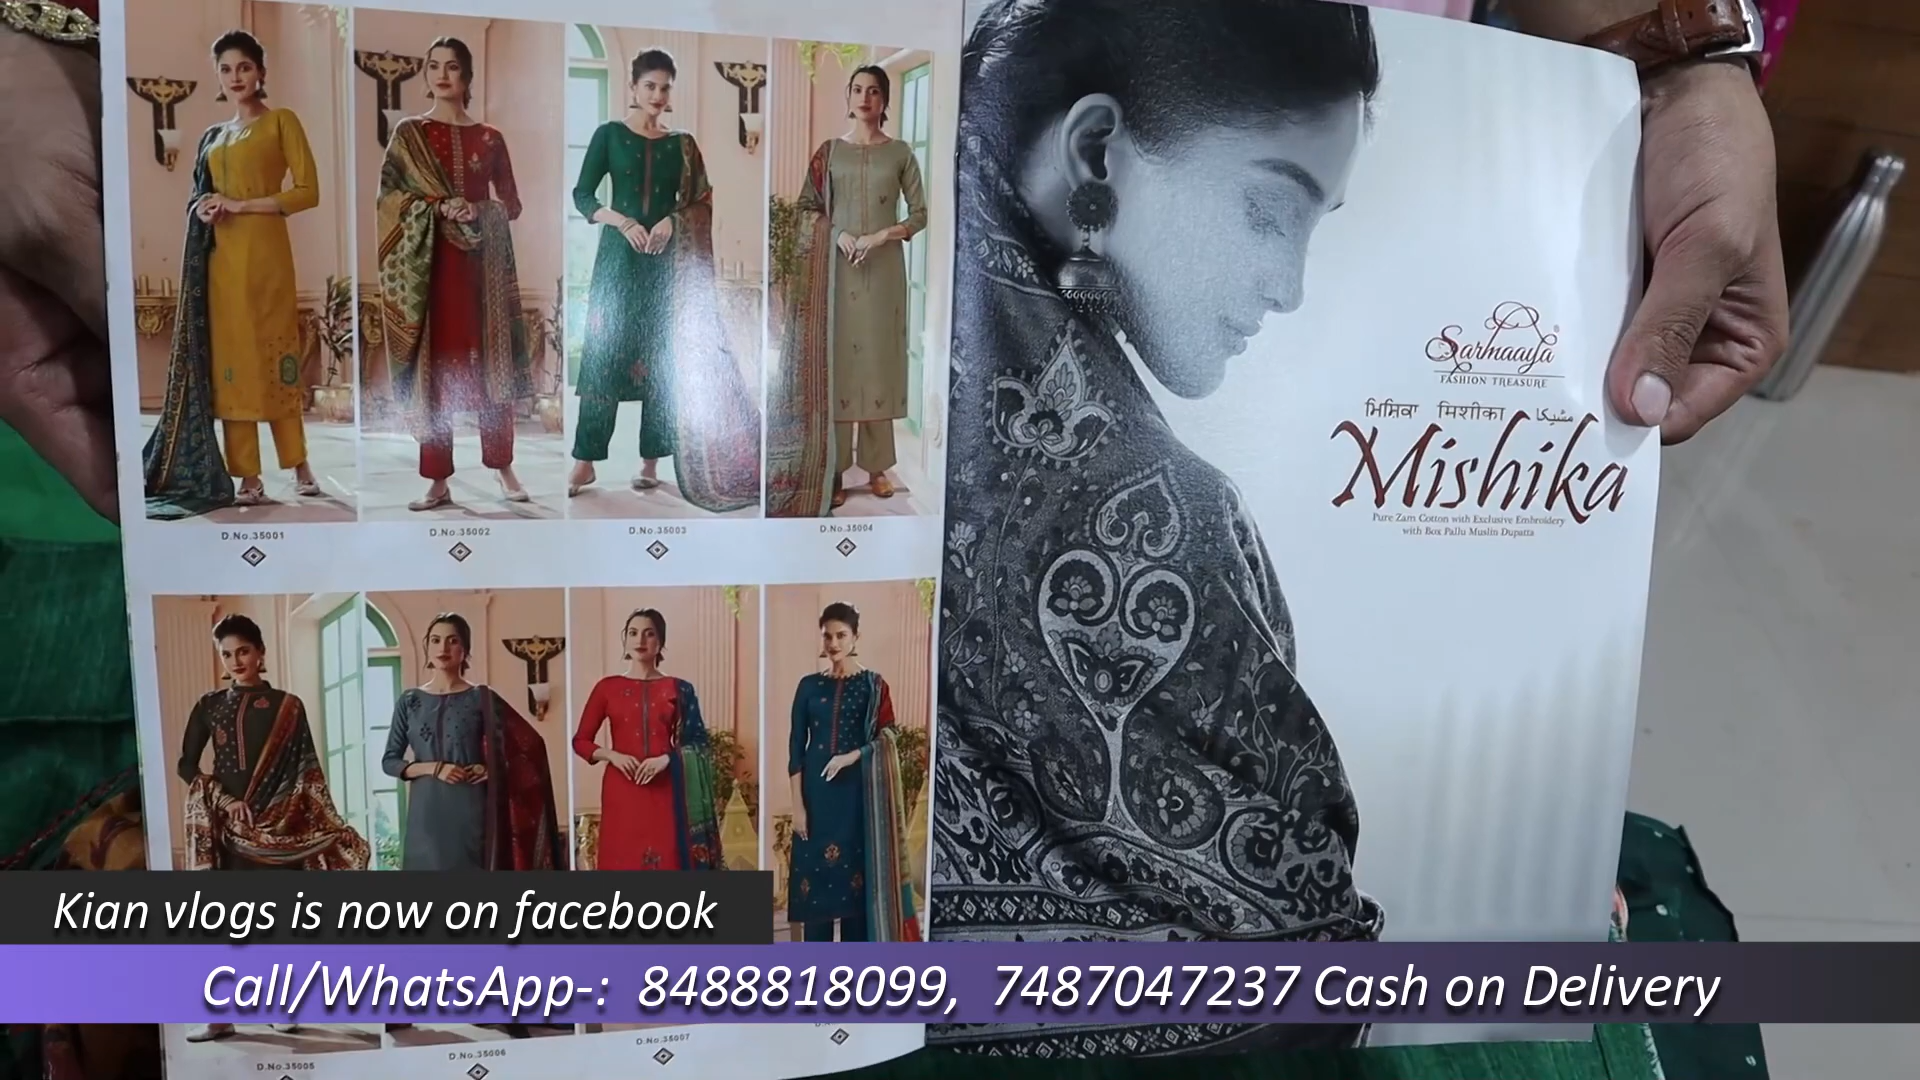 D.No.35001
D.No.35002
D.No.35003
D.No.35004
Sarmaaya
®
FASHION TREASURE
ਮਿਸ਼ਿਕਾ मिशीका مشیکا
Mishika
Pure Zam Cotton with Exclusive Embroidery
with Box Pallu Muslin Dupatta
Kian vlogs is now on facebook
Call/WhatsApp-: 8488818099, 7487047237 Cash on Delivery
D.No.35005
D.No.35006
D.No.35007